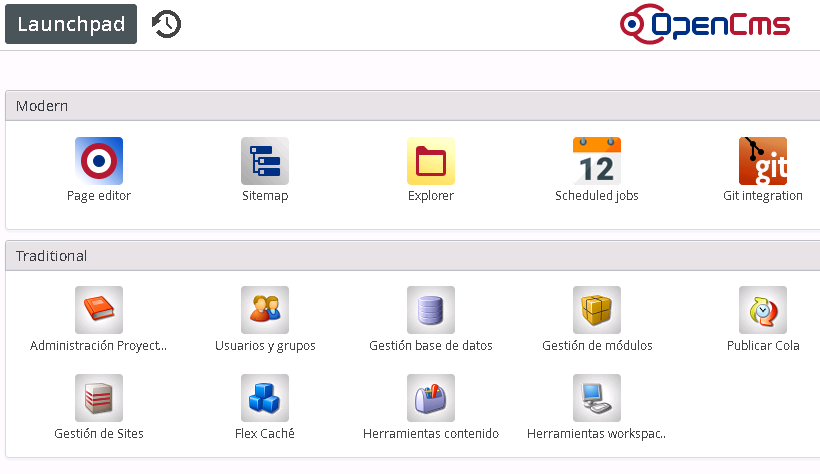 Launchpad
OpenCms
Modern
Page editor
Sitemap
Explorer
12
Scheduled jobs
git
Git integration
Traditional
Administración Proyect...
Usuarios y grupos
Gestión base de datos
Gestión de módulos
Publicar Cola
Gestión de Sites
Flex Caché
Herramientas contenido
Herramientas workspac..